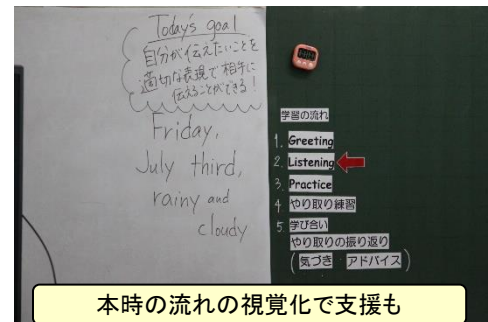 Today's goal
自分が伝えたいことを
適切な表現で相手に
伝えることができる!
Friday,
July third,
rainy and
cloudy
学習の流れ
1. Greeting
2. Listening
3. Practice
4 やり取り練習
5. 学び合い
やり取りの振り返り
(気づき アドバイス)
本時の流れの視覚化で支援も